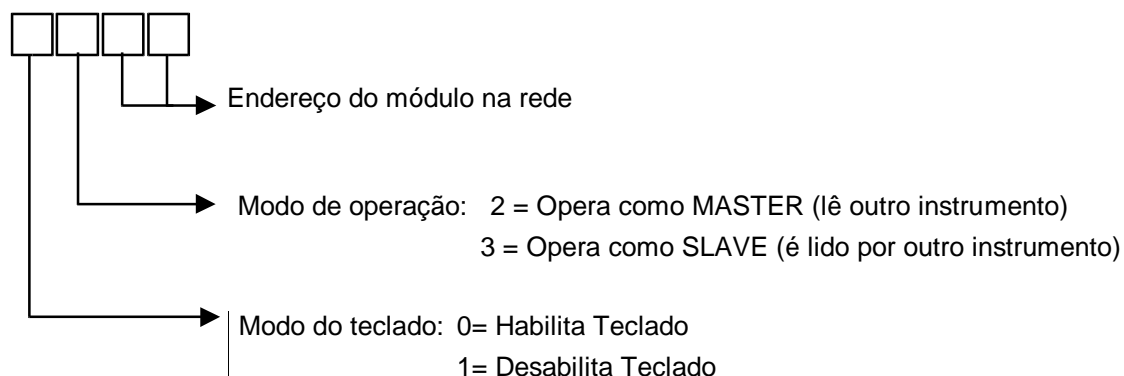 Endereço do módulo na rede
Modo de operação: 2 = Opera como MASTER (lê outro instrumento)
3 = Opera como SLAVE (é lido por outro instrumento)
Modo do teclado: 0= Habilita Teclado
1= Desabilita Teclado